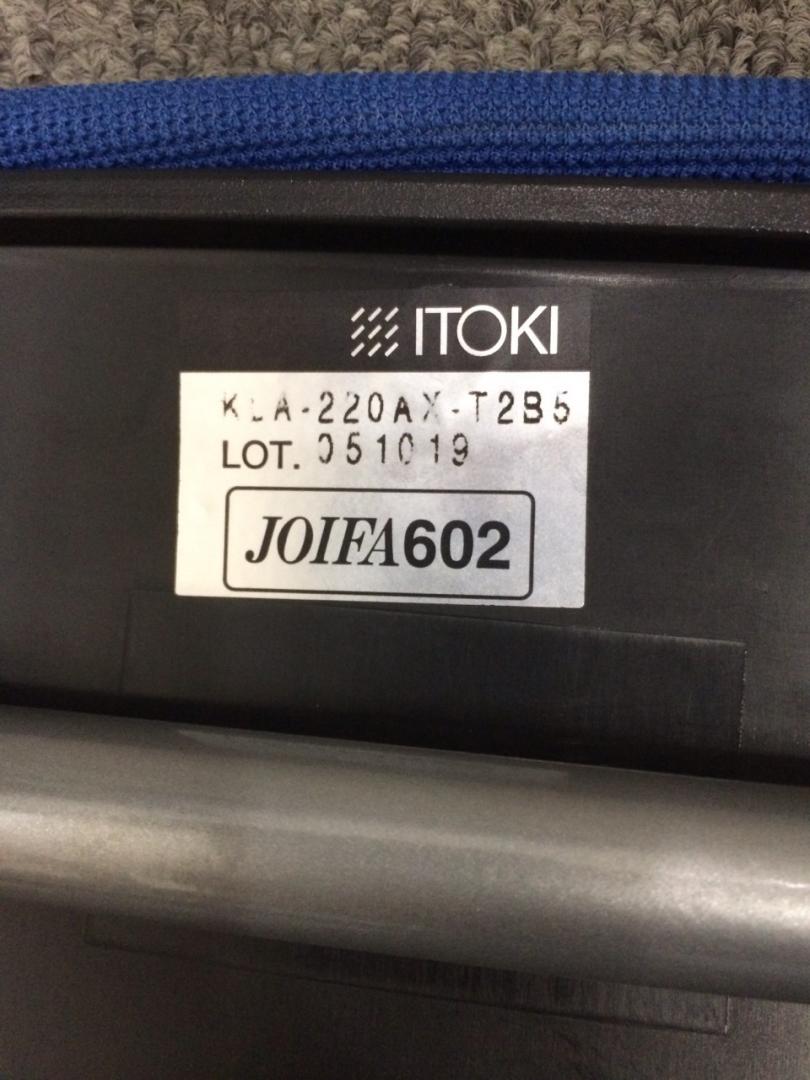 ITOKI
KLA-220AX-T2B5
LOT. 051019
JOIFA602